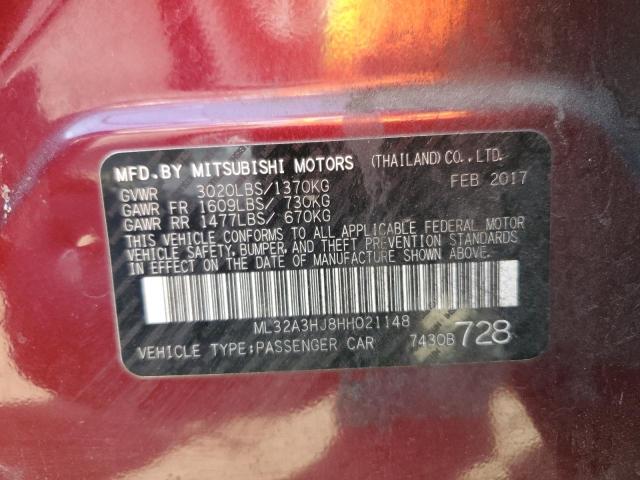 MFD. BY MITSUBISHI MOTORS (THAILAND) CO., LTD.
GVWR 3020LBS/1370KG FEB 2017
GAWR FR 1609LBS/ 730KG
GAWR RR 1477LBS/ 670KG
THIS VEHICLE CONFORMS TO ALL APPLICABLE FEDERAL MOTOR
VEHICLE SAFETY, BUMPER, AND THEFT PREVENTION STANDARDS
IN EFFECT ON THE DATE OF MANUFACTURE SHOWN ABOVE.
ML32A3HJ8HH021148
VEHICLE TYPE:PASSENGER CAR 7430B 728